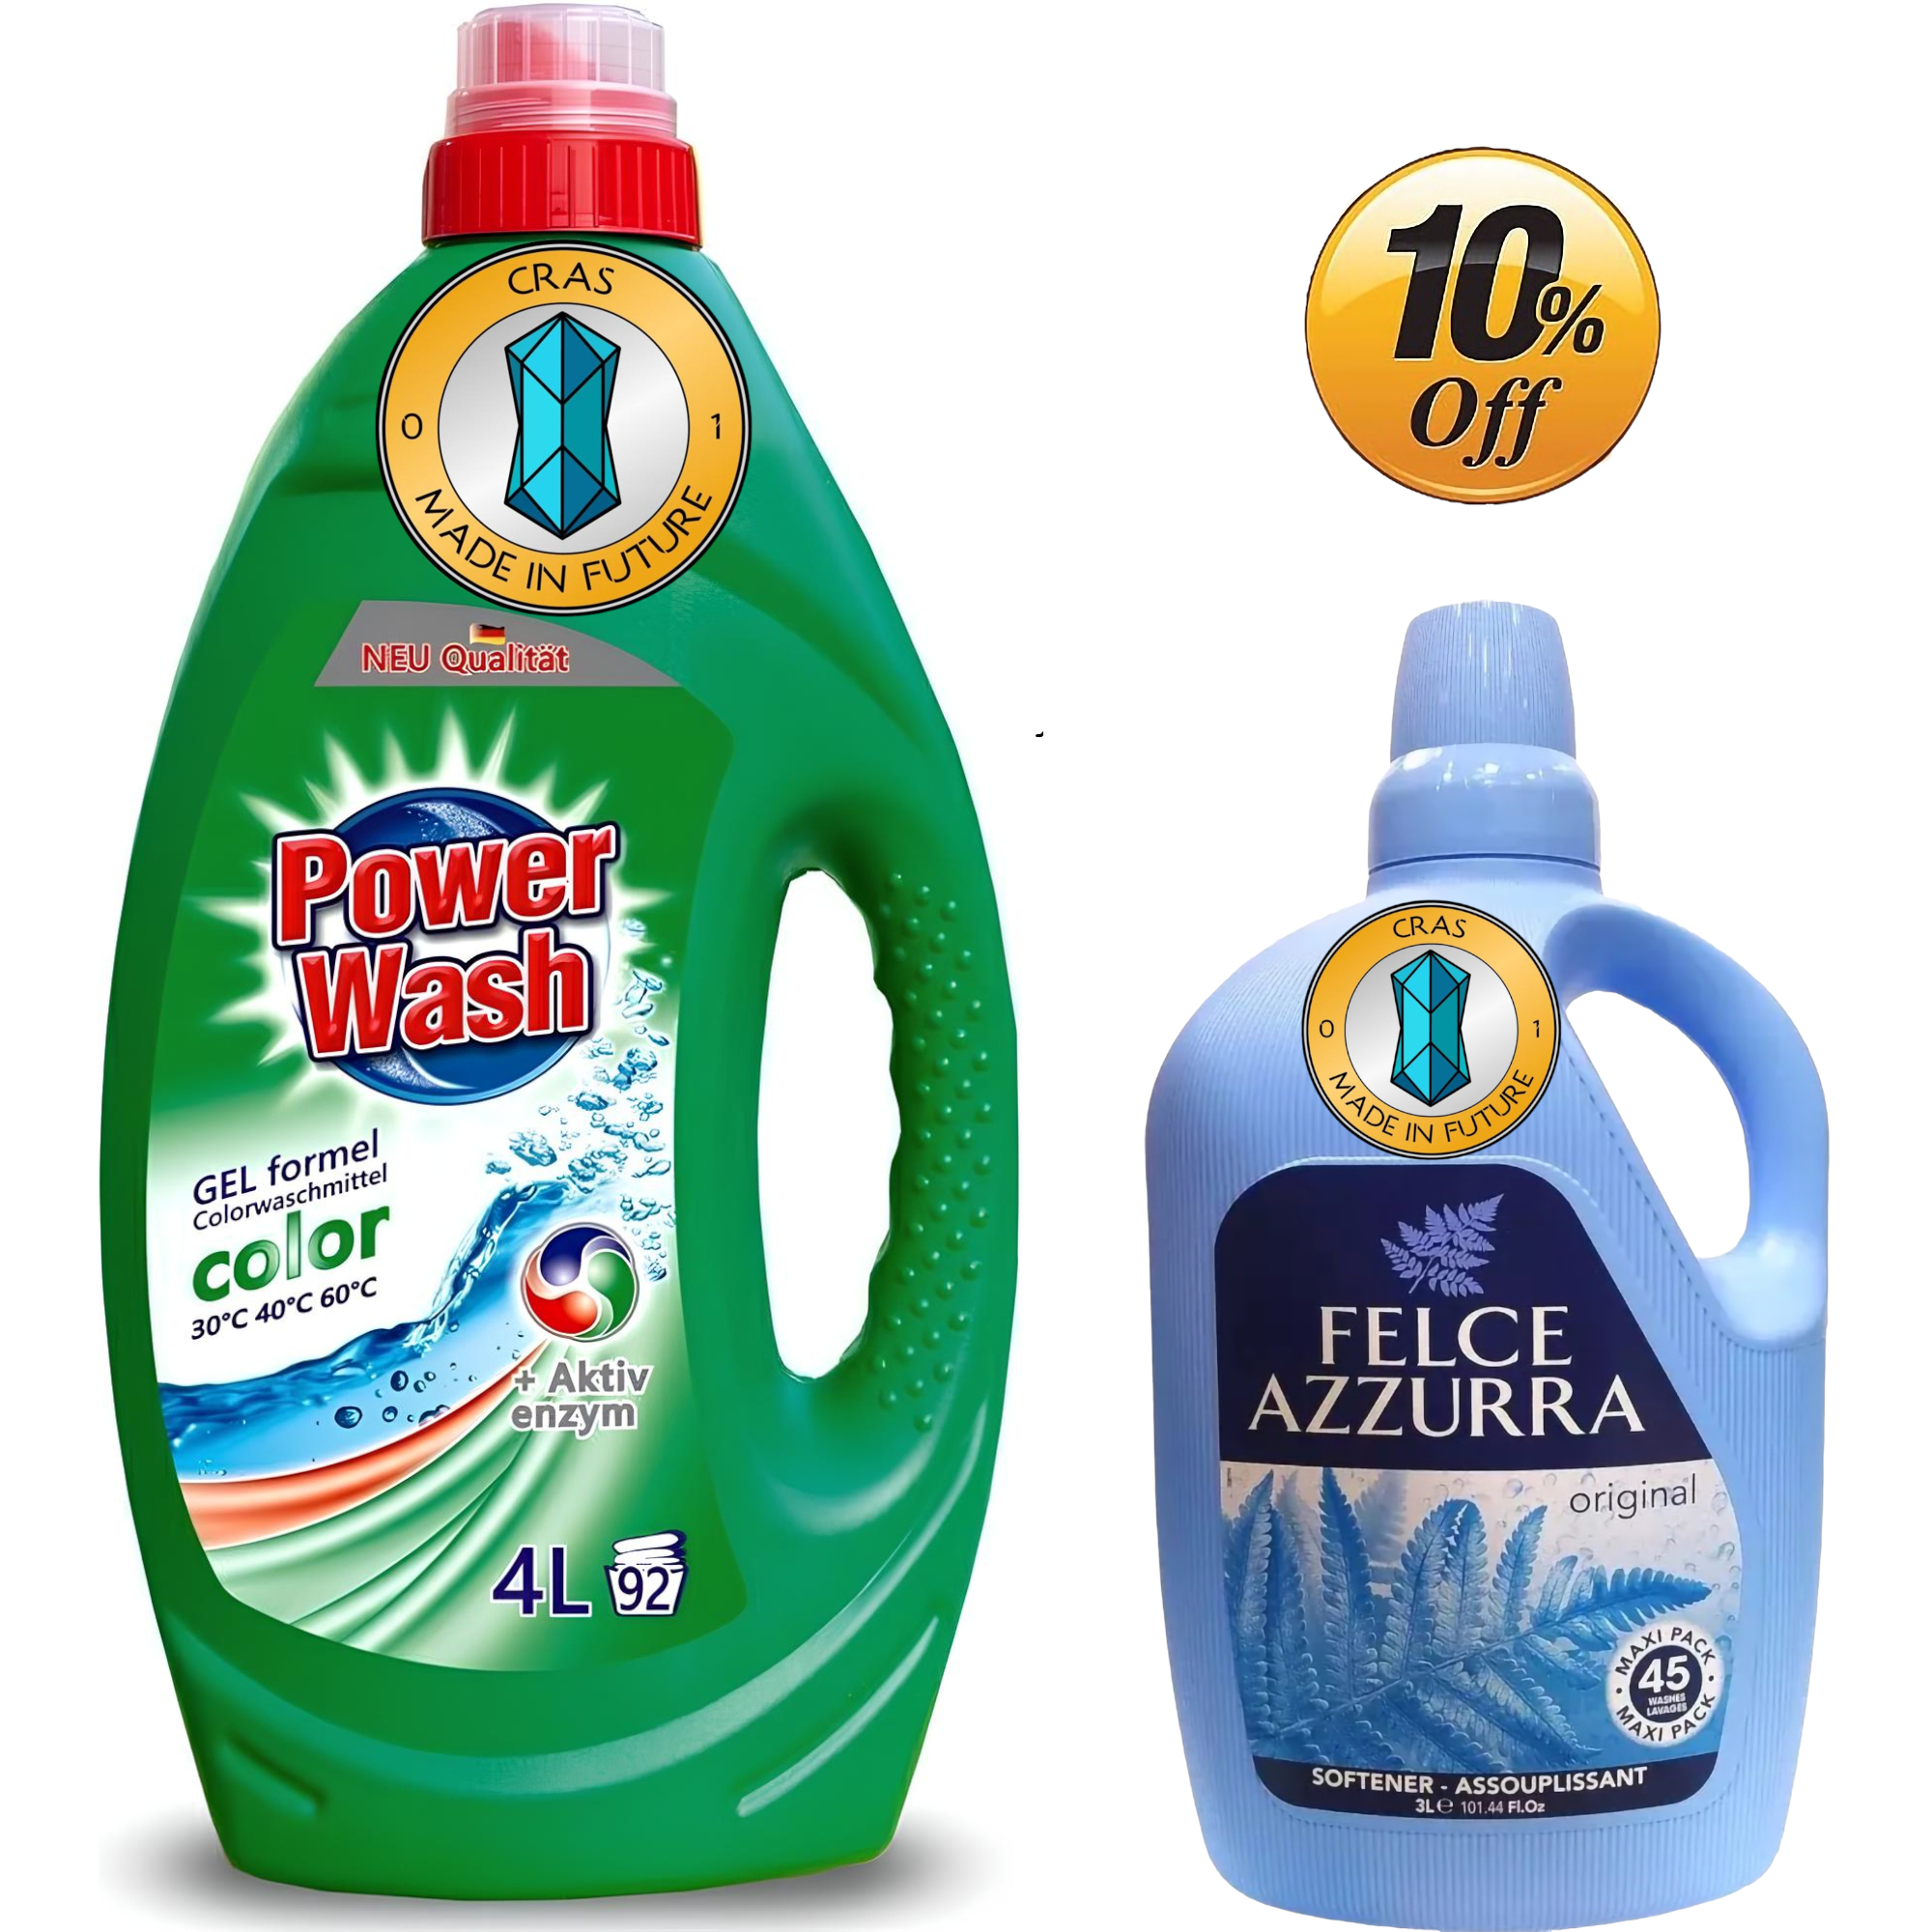 CRAS
0 1
MADE IN FUTURE
NEU Qualität
Power
Wash
GEL formel
Colorwaschmittel
color
30°C 40°C 60°C
+ Aktiv
enzym
4L 92
10%
Off
CRAS
0 1
MADE IN FUTURE
FELCE
AZZURRA
original
MAXI PACK
45
WASHES
LAVAGES
MAXI PACK
SOFTENER - ASSOUPLISSANT
3L e 101.44 Fl.Oz